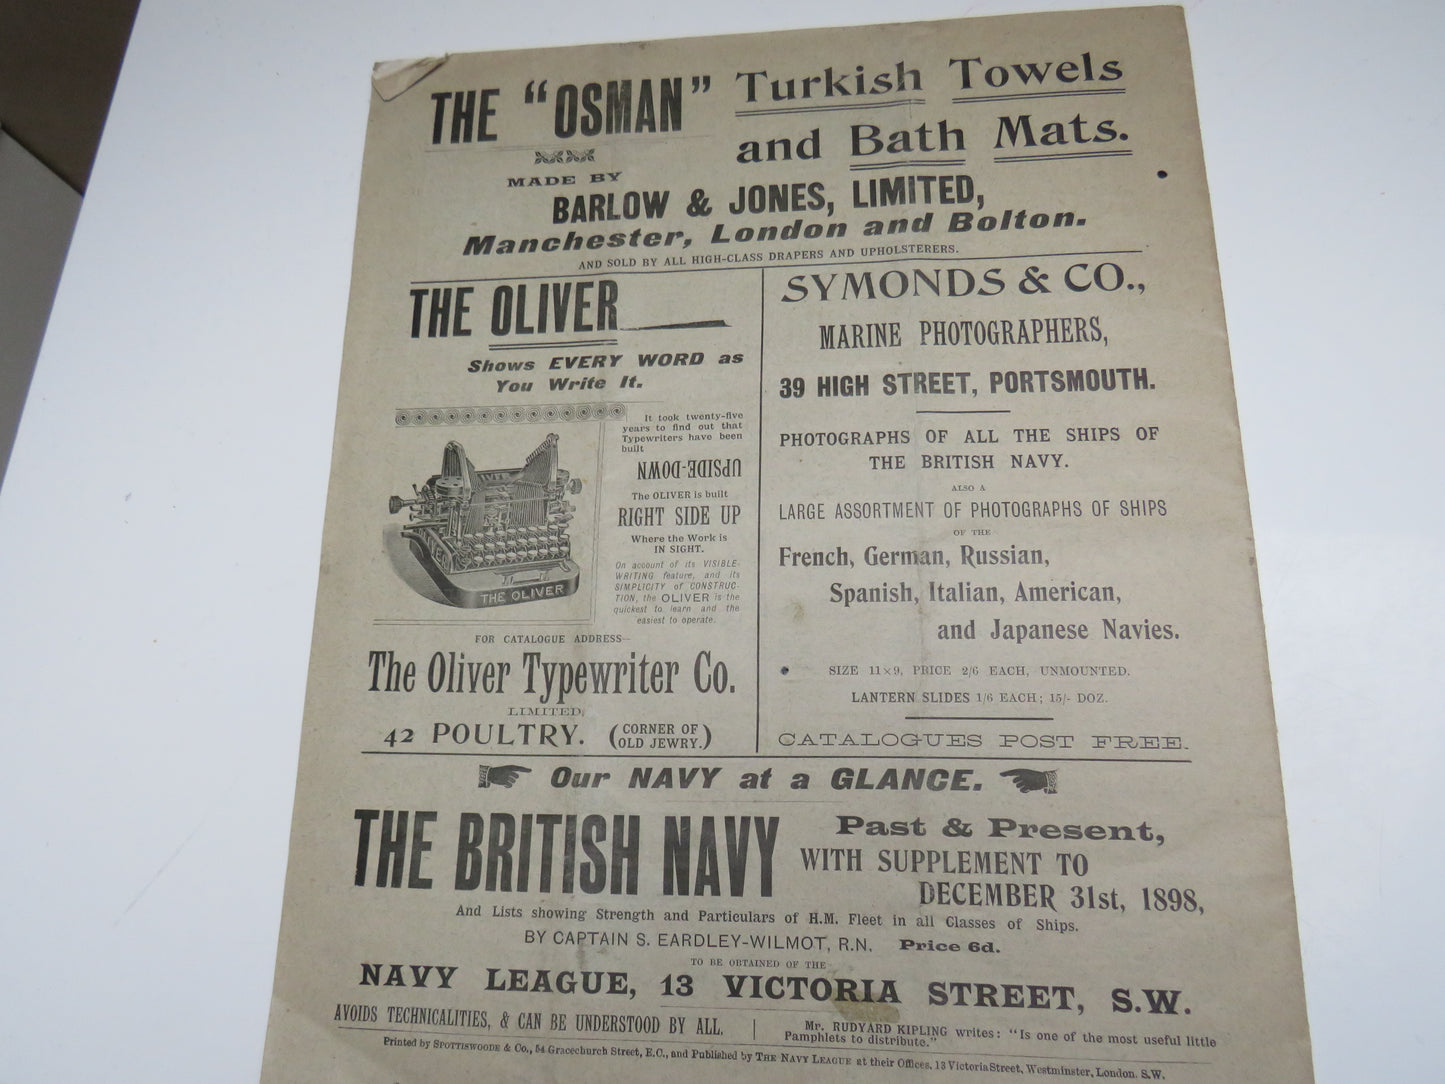 THE "OSMAN" Turkish Towels
and Bath Mats.
MADE BY
BARLOW & JONES, LIMITED,
Manchester, London and Bolton.
AND SOLD BY ALL HIGH-CLASS DRAPERS AND UPHOLSTERERS.
THE OLIVER
Shows EVERY WORD as
You Write It.
It took twenty-five
years to find out that
Typewriters have been
built
UPSIDE-DOWN
The OLIVER is built
RIGHT SIDE UP
Where the Work is
IN SIGHT.
On account of its VISIBLE-
WRITING feature, and its
SIMPLICITY of CONSTRUC-
TION, the OLIVER is the
quickest to learn and the
easiest to operate.
THE OLIVER
FOR CATALOGUE ADDRESS—
The Oliver Typewriter Co.
LIMITED,
42 POULTRY. (CORNER OF
OLD JEWRY.)
SYMONDS & CO.,
MARINE PHOTOGRAPHERS,
39 HIGH STREET, PORTSMOUTH.
PHOTOGRAPHS OF ALL THE SHIPS OF
THE BRITISH NAVY.
ALSO A
LARGE ASSORTMENT OF PHOTOGRAPHS OF SHIPS
OF THE
French, German, Russian,
Spanish, Italian, American,
and Japanese Navies.
SIZE 11×9, PRICE 2/6 EACH, UNMOUNTED.
LANTERN SLIDES 1/6 EACH; 15/- DOZ.
CATALOGUES POST FREE.
Our NAVY at a GLANCE.
THE BRITISH NAVY Past & Present,
WITH SUPPLEMENT TO
DECEMBER 31st, 1898,
And Lists showing Strength and Particulars of H.M. Fleet in all Classes of Ships.
BY CAPTAIN S. EARDLEY-WILMOT, R.N. Price 6d.
TO BE OBTAINED OF THE
NAVY LEAGUE, 13 VICTORIA STREET, S.W.
AVOIDS TECHNICALITIES, & CAN BE UNDERSTOOD BY ALL.
Mr. RUDYARD KIPLING writes: "Is one of the most useful little
Pamphlets to distribute."
Printed by SPOTTISWOODE & Co., 54 Gracechurch Street, E.C., and Published by THE NAVY LEAGUE at their Offices, 13 Victoria Street, Westminster, London, S.W.